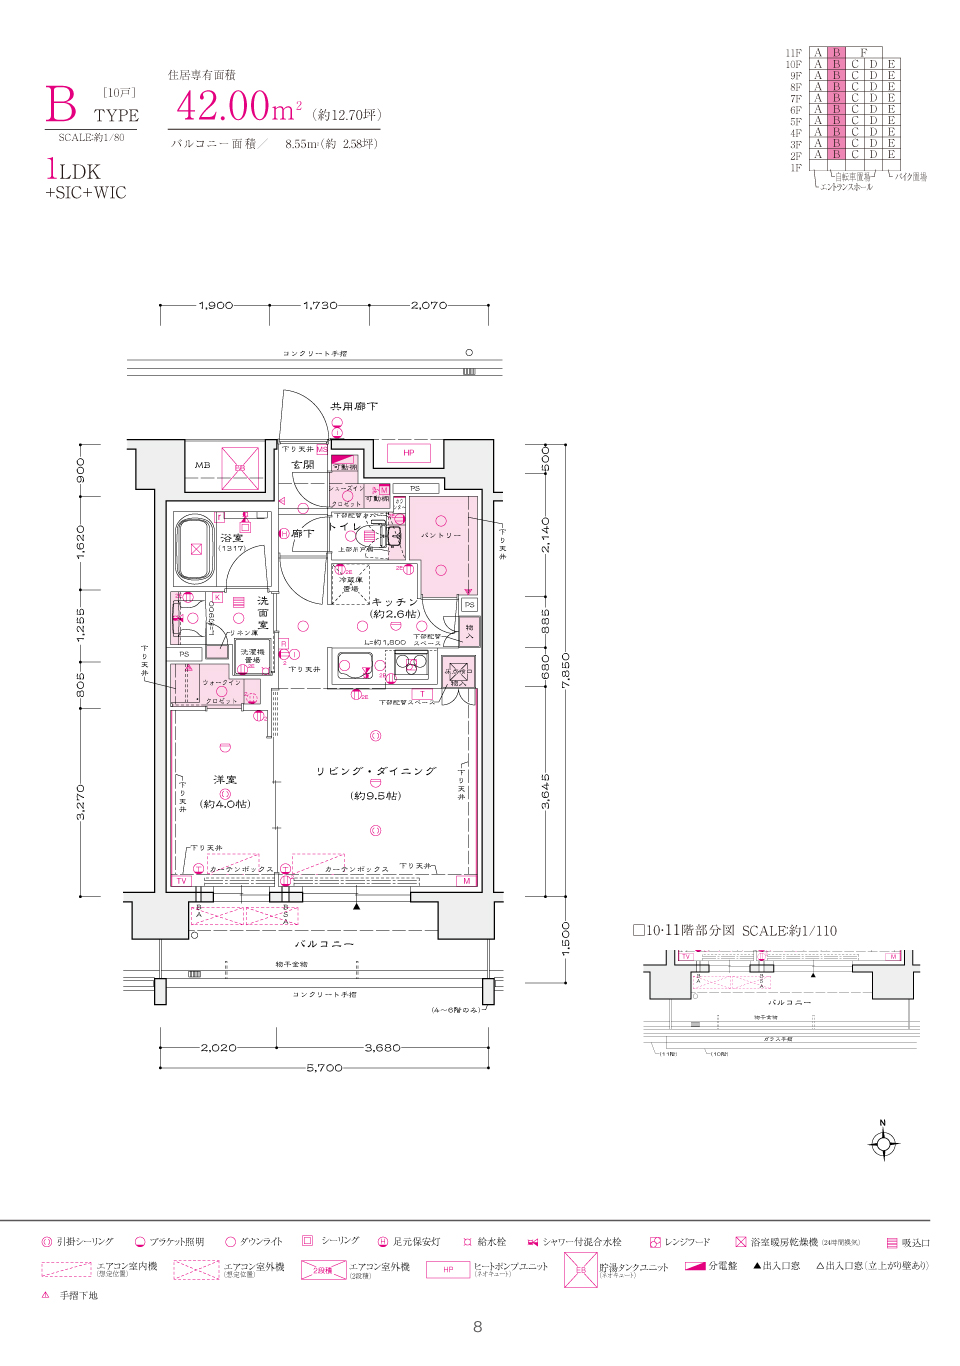 B
[10戸]
TYPE
SCALE:約1/80
1LDK
+SIC+WIC
住居専有面積
42.00m²(約12.70坪)
バルコニー面積／ 8.55m²(約 2.58坪)
11F A B F
10F A B C D E
9F A B C D E
8F A B C D E
7F A B C D E
6F A B C D E
5F A B C D E
4F A B C D E
3F A B C D E
2F A B C D E
1F
自転車置場
バイク置場
エントランスホール
1,900 1,730 2,070
コンクリート手摺
共用廊下
900
1,620
1,255
805
3,270
500
2,140
885
680
3,645
7,850
1,500
MB
EB
下り天井
MS
玄関
可動棚
HP
シューズイン
クロゼット
M
可動棚
PS
カウンター
浴室
(1317)
H
廊下
トイレ
下部配管スペース
上部吊戸棚
パントリー
下り天井
2E
冷蔵庫
置場
2E
キッチン
(約2.6帖)
PS
物入
下部配管
スペース
K
洗面室
L=約900
リネン庫
洗濯機
置場
2E
R
2
下り天井
L=約1,800
2E
物入
PS
下り天井
ウォークイン
クロゼット
2
2E
T
下部配管スペース
洋室
(約4.0帖)
リビング・ダイニング
(約9.5帖)
下り天井
下り天井
下り天井
カーテンボックス
カーテンボックス
下り天井
TV
M
BA
BSA
バルコニー
物干金物
コンクリート手摺
(4～6階のみ)
2,020 3,680
5,700
□10・11階部分図 SCALE:約1/110
TV
M
BA
BSA
バルコニー
物干金物
ガラス手摺
(11階)
(10階)
N
引掛シーリング
ブラケット照明
ダウンライト
シーリング
H 足元保安灯
給水栓
シャワー付混合水栓
レンジフード
浴室暖房乾燥機(24時間換気)
吸込口
エアコン室内機
(想定位置)
エアコン室外機
(想定位置)
2段積
エアコン室外機
(2段積)
HP
ヒートポンプユニット
(ネオキュート)
EB
貯湯タンクユニット
(ネオキュート)
分電盤
▲出入口窓
△出入口窓(立上がり壁あり)
手摺下地
8